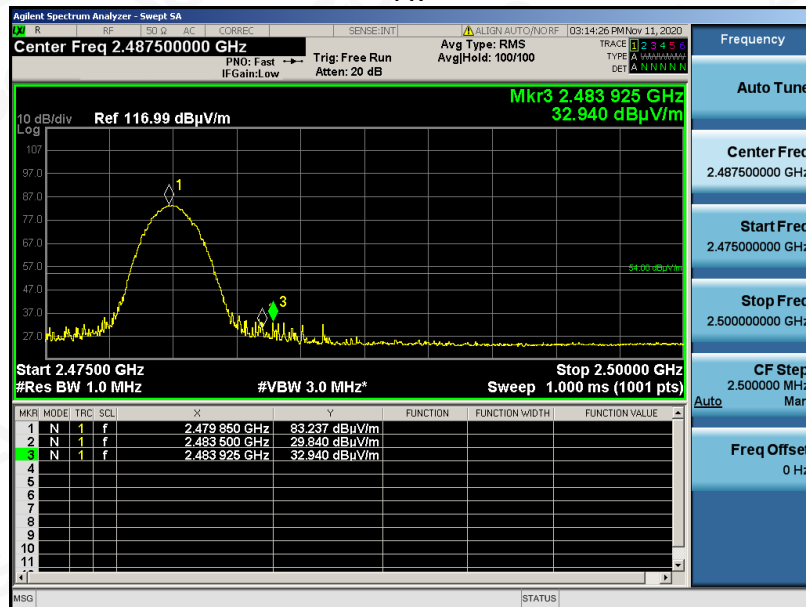 Agilent Spectrum Analyzer - Swept SA
LXI R RF 50 Ω AC CORREC SENSE:INT ALIGN AUTO/NO RF 03:14:26 PM Nov 11, 2020
Center Freq 2.487500000 GHz
Avg Type: RMS
TRACE 1 2 3 4 5 6
PNO: Fast Trig: Free Run Avg|Hold: 100/100
TYPE A WWWWW
IFGain:Low Atten: 20 dB
DET A N N N N N
Mkr3 2.483 925 GHz
32.940 dBµV/m
10 dB/div Ref 116.99 dBµV/m
Log
107
97.0
87.0
77.0
67.0
57.0
47.0
37.0
27.0
1
3
54.00 dBµV/m
Start 2.47500 GHz Stop 2.50000 GHz
#Res BW 1.0 MHz #VBW 3.0 MHz* Sweep 1.000 ms (1001 pts)
MKR MODE TRC SCL X Y FUNCTION FUNCTION WIDTH FUNCTION VALUE
1 N 1 f 2.479 850 GHz 83.237 dBµV/m
2 N 1 f 2.483 500 GHz 29.840 dBµV/m
3 N 1 f 2.483 925 GHz 32.940 dBµV/m
4
5
6
7
8
9
10
11
MSG STATUS
Frequency
Auto Tune
Center Freq
2.487500000 GHz
Start Freq
2.475000000 GHz
Stop Freq
2.500000000 GHz
CF Step
2.500000 MHz
Auto Man
Freq Offset
0 Hz